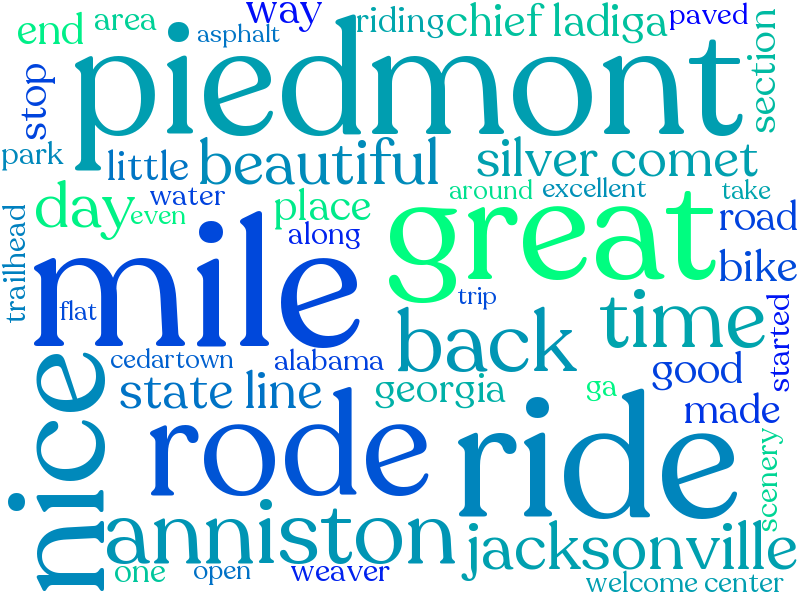 way
riding
chief ladiga
paved
end
area
asphalt
section
stop
piedmont
park
little
beautiful
silver comet
water
around
excellent
take
day
even
place
great
road
trailhead
along
mile
bike
flat
trip
time
started
back
nice
cedartown
alabama
good
state line
georgia
ga
made
rode
ride
scenery
anniston
jacksonville
one
open
weaver
welcome center